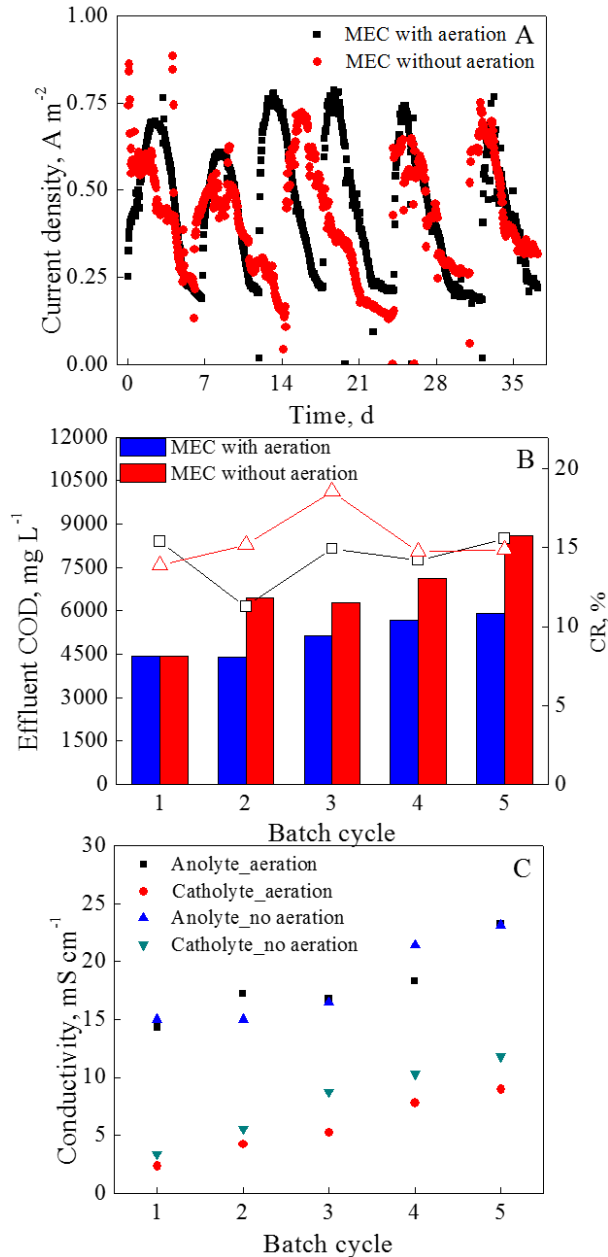 A
MEC with aeration
MEC without aeration
Current density, A m⁻²
1.00
0.75
0.50
0.25
0.00
0 7 14 21 28 35
Time, d
B
MEC with aeration
MEC without aeration
Effluent COD, mg L⁻¹
12000
10500
9000
7500
6000
4500
3000
1500
0
CR, %
20
15
10
5
0
1 2 3 4 5
Batch cycle
C
Anolyte_aeration
Catholyte_aeration
Anolyte_no aeration
Catholyte_no aeration
Conductivity, mS cm⁻¹
30
25
20
15
10
5
0
1 2 3 4 5
Batch cycle